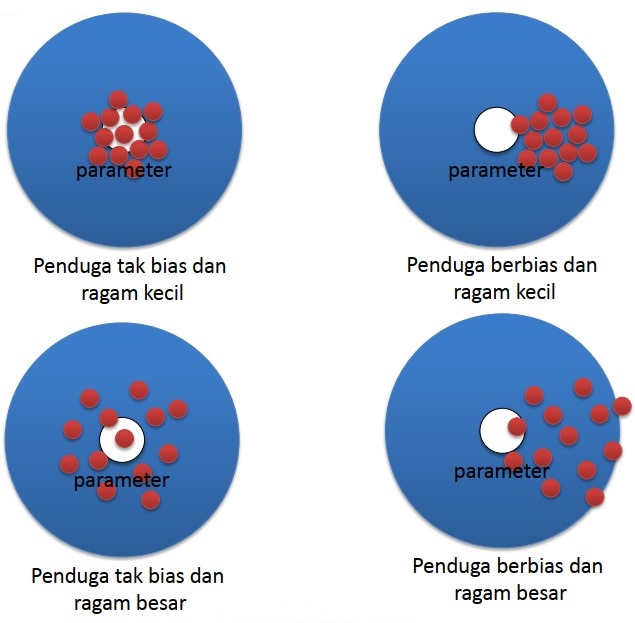 parameter
parameter
Penduga tak bias dan
ragam kecil
Penduga berbias dan
ragam kecil
parameter
parameter
Penduga tak bias dan
ragam besar
Penduga berbias dan
ragam besar